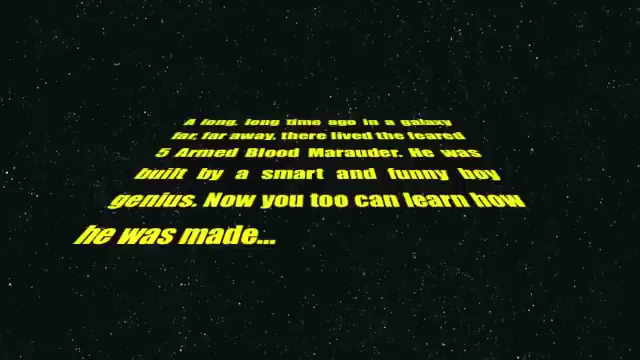 A long, long time ago in a galaxy
far, far away, there lived the feared
5 Armed Blood Marauder. He was
built by a smart and funny boy
genius. Now you too can learn how
he was made...